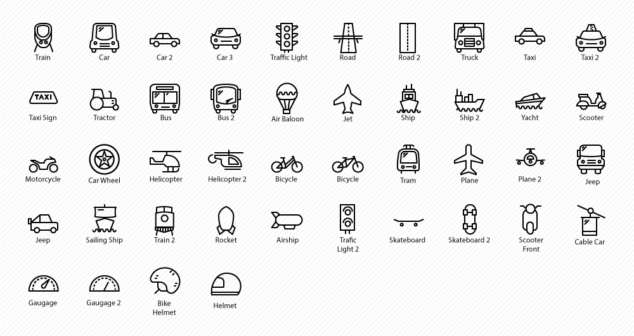 Train Car Car 2 Car 3 Traffic Light Road Road 2 Truck Taxi Taxi 2
TAXI
Taxi Sign Tractor Bus Bus 2 Air Baloon Jet Ship Ship 2 Yacht Scooter
Motorcycle Car Wheel Helicopter Helicopter 2 Bicycle Bicycle Tram Plane Plane 2 Jeep
Jeep Sailing Ship Train 2 Rocket Airship Trafic Light 2 Skateboard Skateboard 2 Scooter Front Cable Car
Gaugage Gaugage 2 Bike Helmet Helmet